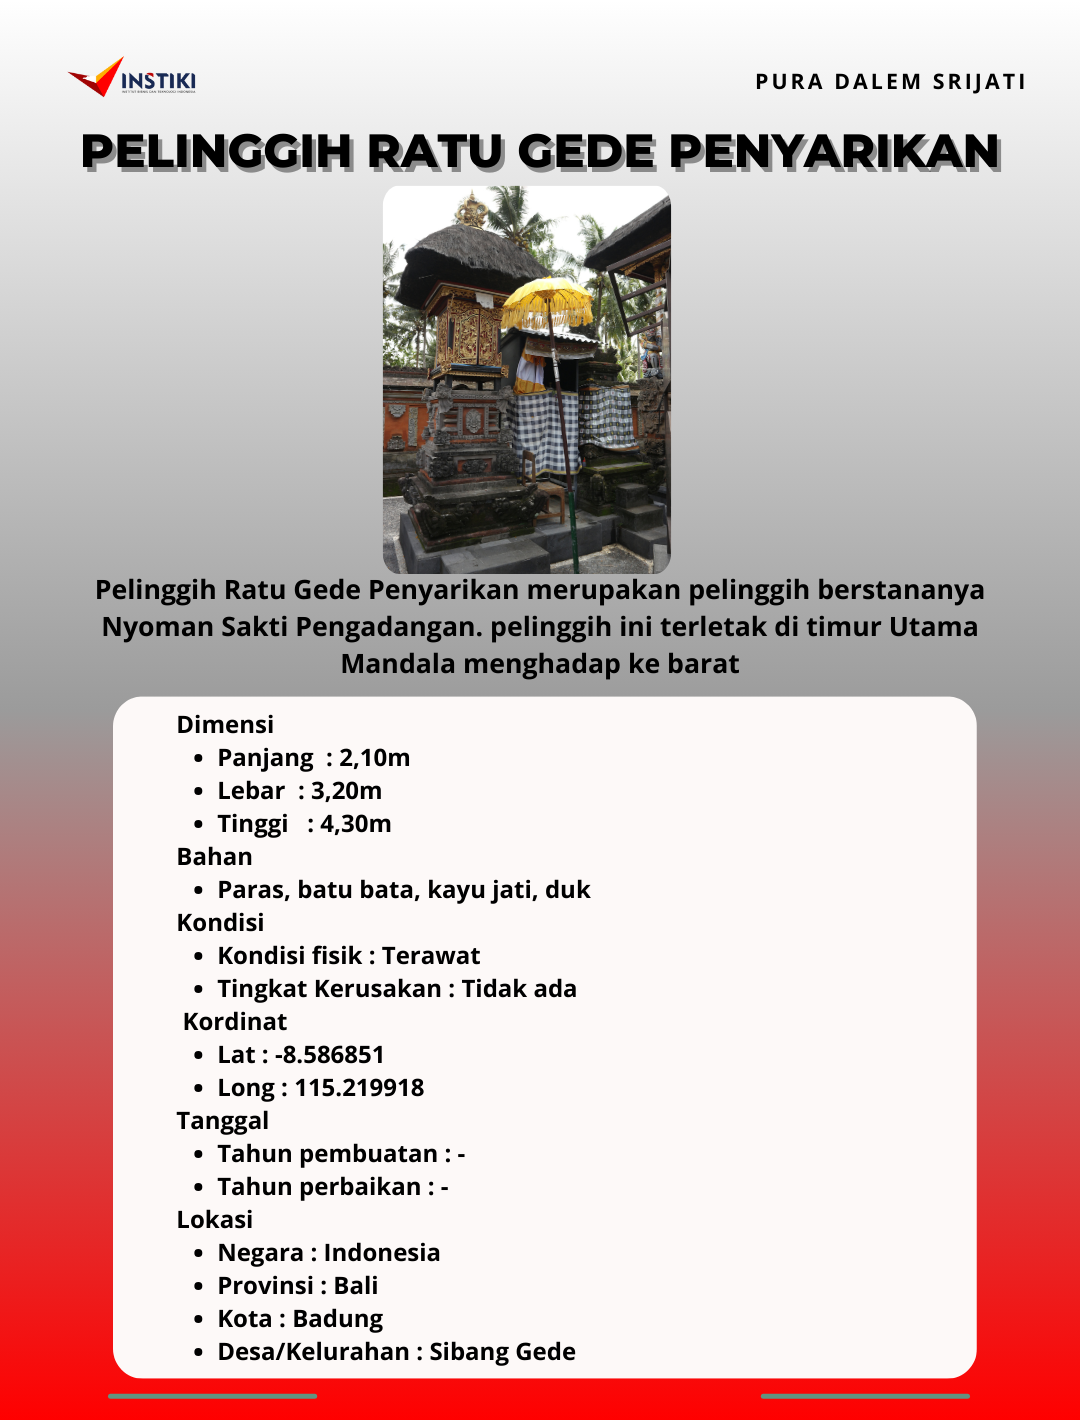 INSTIKI
PURA DALEM SRIJATI
PELINGGIH RATU GEDE PENYARIKAN
Pelinggih Ratu Gede Penyarikan merupakan pelinggih berstananya
Nyoman Sakti Pengadangan. pelinggih ini terletak di timur Utama
Mandala menghadap ke barat
Dimensi
• Panjang : 2,10m
• Lebar : 3,20m
• Tinggi : 4,30m
Bahan
• Paras, batu bata, kayu jati, duk
Kondisi
• Kondisi fisik : Terawat
• Tingkat Kerusakan : Tidak ada
Kordinat
• Lat : -8.586851
• Long : 115.219918
Tanggal
• Tahun pembuatan : -
• Tahun perbaikan : -
Lokasi
• Negara : Indonesia
• Provinsi : Bali
• Kota : Badung
• Desa/Kelurahan : Sibang Gede